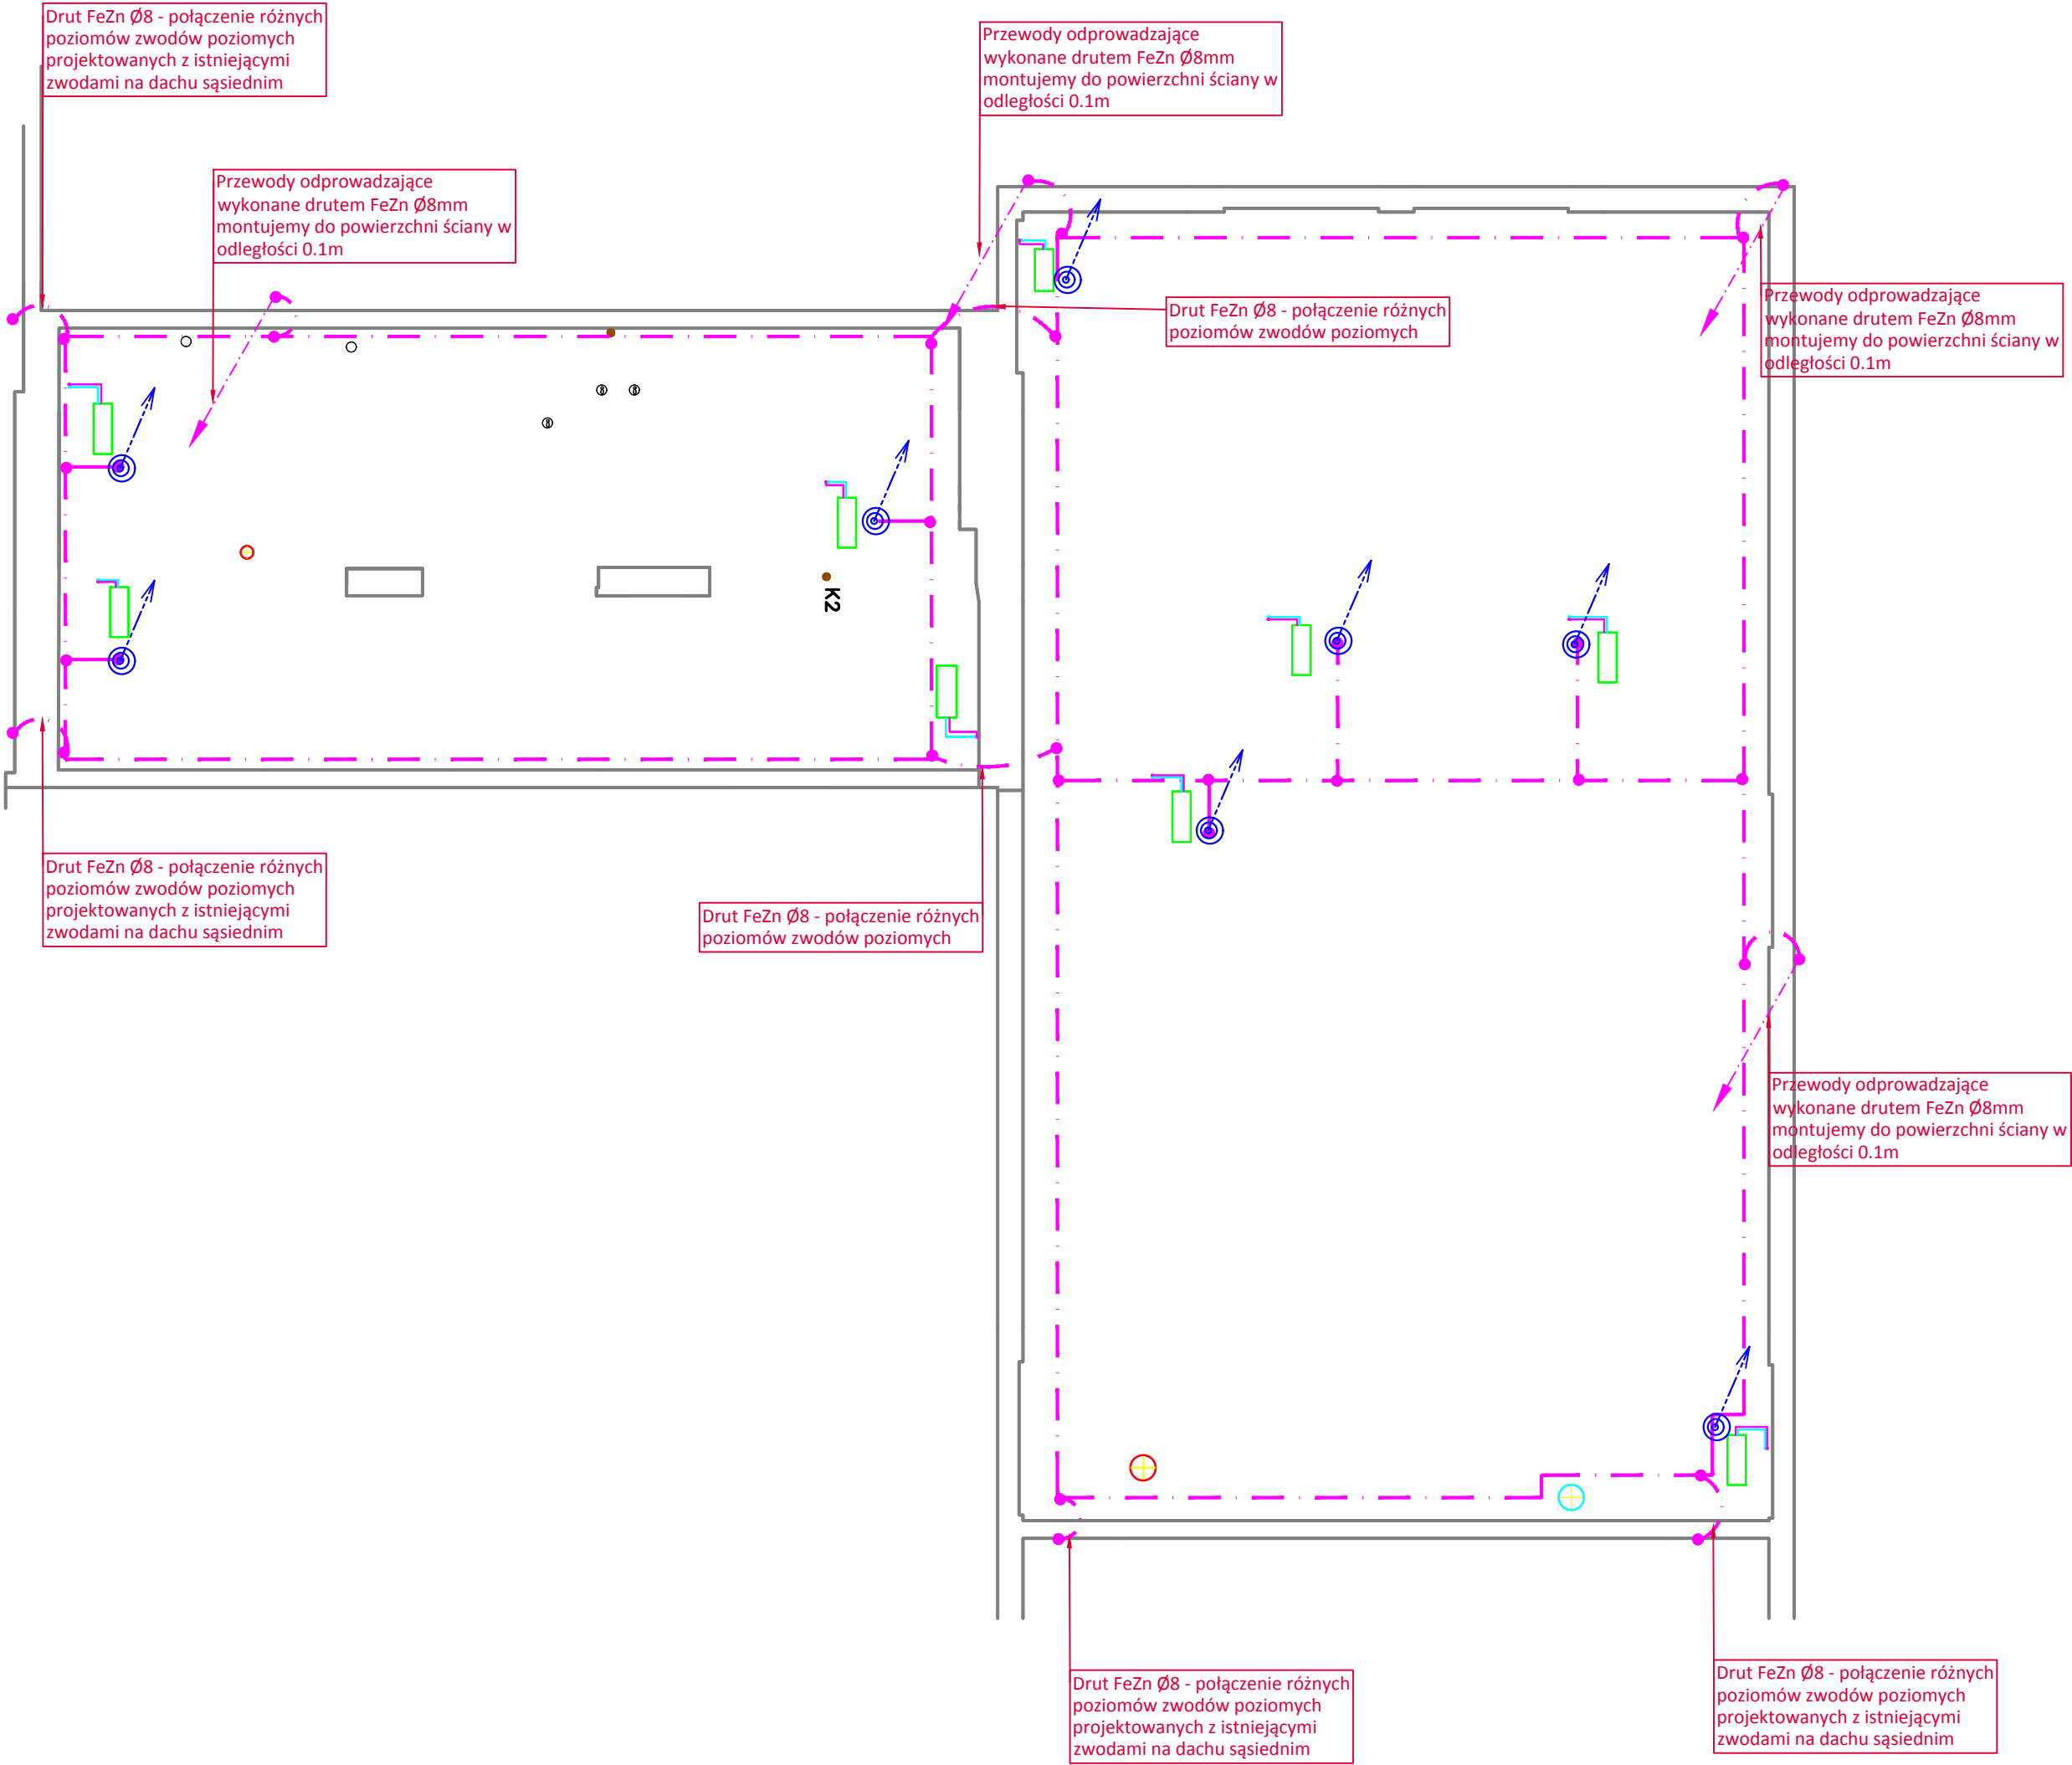 Drut FeZn Ø8 - połączenie różnych
poziomów zwodów poziomych
projektowanych z istniejącymi
zwodami na dachu sąsiednim
Przewody odprowadzające
wykonane drutem FeZn Ø8mm
montujemy do powierzchni ściany w
odległości 0.1m
Przewody odprowadzające
wykonane drutem FeZn Ø8mm
montujemy do powierzchni ściany w
odległości 0.1m
Drut FeZn Ø8 - połączenie różnych
poziomów zwodów poziomych
Przewody odprowadzające
wykonane drutem FeZn Ø8mm
montujemy do powierzchni ściany w
odległości 0.1m
K2
Drut FeZn Ø8 - połączenie różnych
poziomów zwodów poziomych
projektowanych z istniejącymi
zwodami na dachu sąsiednim
Drut FeZn Ø8 - połączenie różnych
poziomów zwodów poziomych
Przewody odprowadzające
wykonane drutem FeZn Ø8mm
montujemy do powierzchni ściany w
odległości 0.1m
Drut FeZn Ø8 - połączenie różnych
poziomów zwodów poziomych
projektowanych z istniejącymi
zwodami na dachu sąsiednim
Drut FeZn Ø8 - połączenie różnych
poziomów zwodów poziomych
projektowanych z istniejącymi
zwodami na dachu sąsiednim